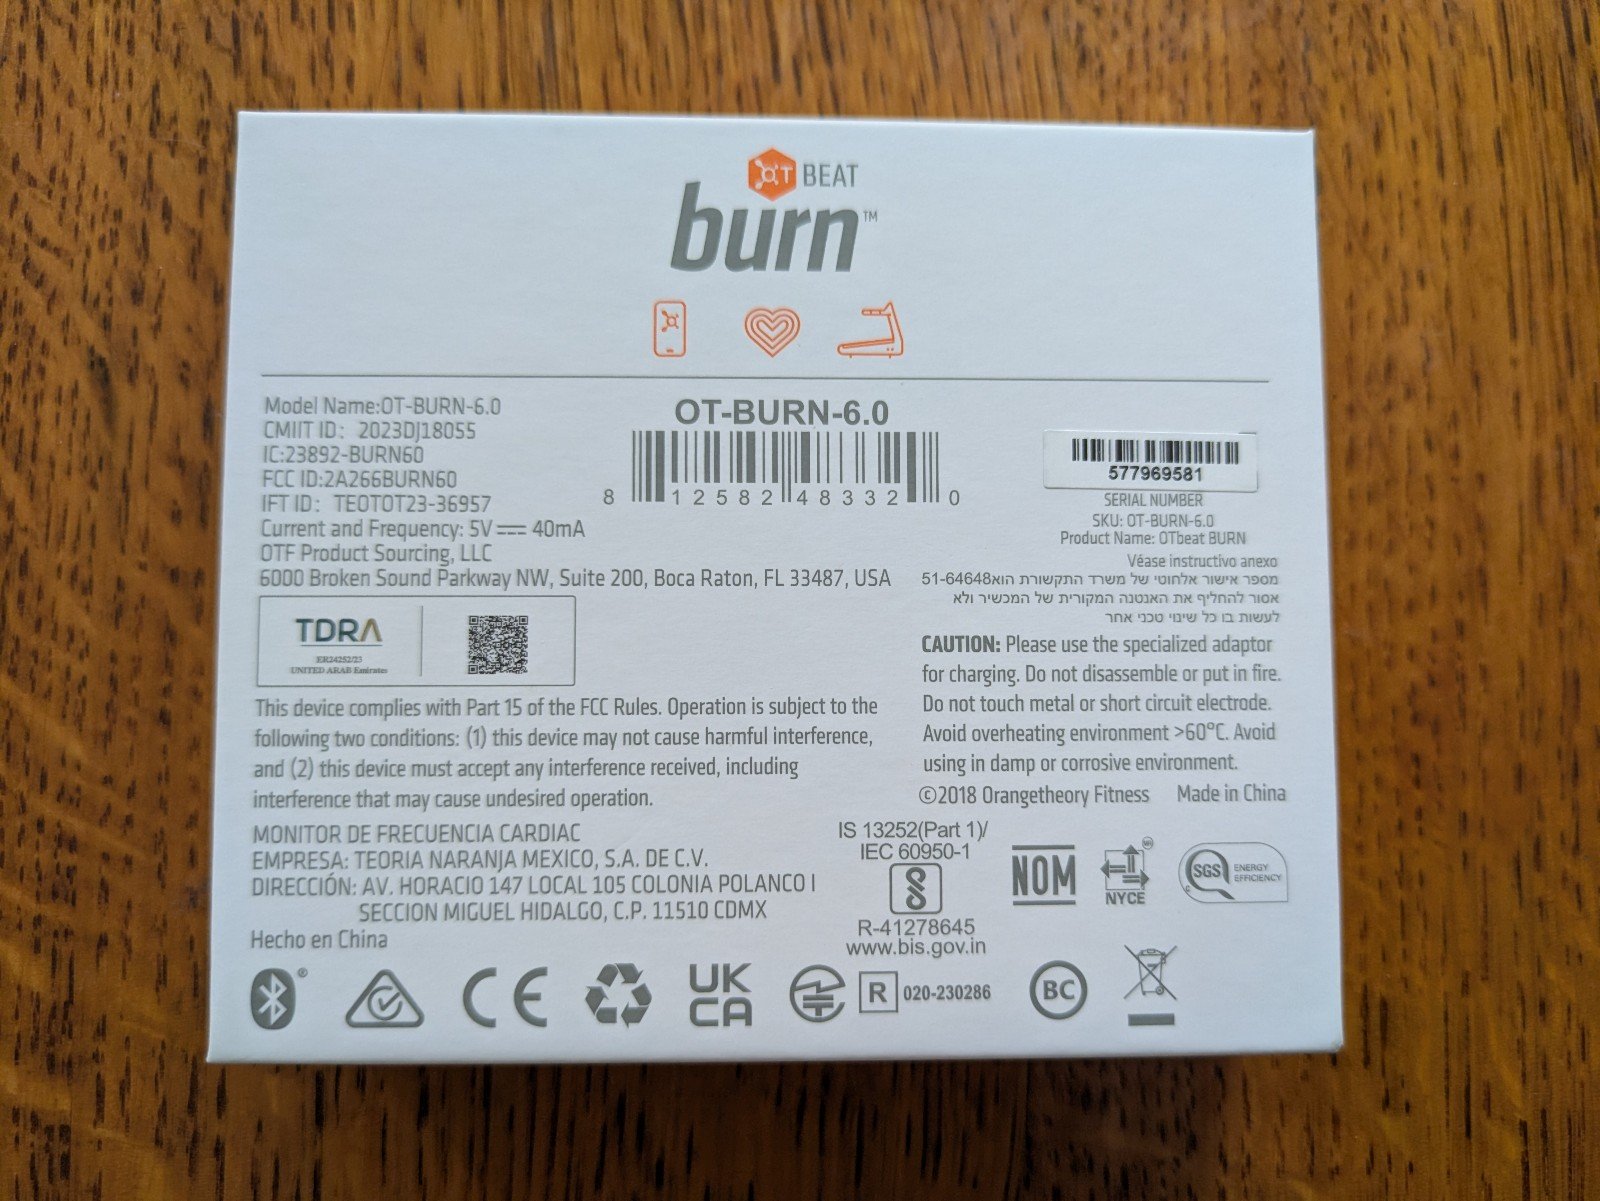 OT BEAT
burn™
Model Name:OT-BURN-6.0
CMIIT ID: 2023DJ18055
IC:23892-BURN60
FCC ID:2A266BURN60
IFT ID: TEOTOT23-36957
Current and Frequency: 5V⎓40mA
OTF Product Sourcing, LLC
6000 Broken Sound Parkway NW, Suite 200, Boca Raton, FL 33487, USA
OT-BURN-6.0
8 12582 48332 0
577969581
SERIAL NUMBER
SKU: OT-BURN-6.0
Product Name: OTbeat BURN
Véase instructivo anexo
מספר אישור אלחוטי של משרד התקשורת הוא51-64648
אסור להחליף את האנטנה המקורית של המכשיר ולא
לעשות בו כל שינוי טכני אחר
TDRA
ER24252/23
UNITED ARAB Emirates
CAUTION: Please use the specialized adaptor
for charging. Do not disassemble or put in fire.
Do not touch metal or short circuit electrode.
Avoid overheating environment >60°C. Avoid
using in damp or corrosive environment.
©2018 Orangetheory Fitness Made in China
This device complies with Part 15 of the FCC Rules. Operation is subject to the
following two conditions: (1) this device may not cause harmful interference,
and (2) this device must accept any interference received, including
interference that may cause undesired operation.
MONITOR DE FRECUENCIA CARDIAC
EMPRESA: TEORIA NARANJA MEXICO, S.A. DE C.V.
DIRECCIÓN: AV. HORACIO 147 LOCAL 105 COLONIA POLANCO I
SECCION MIGUEL HIDALGO, C.P. 11510 CDMX
Hecho en China
IS 13252(Part 1)/
IEC 60950-1
R-41278645
www.bis.gov.in
NOM
NYCE
SGS ENERGY
EFFICIENCY
CE
UK
CA
R 020-230286
BC